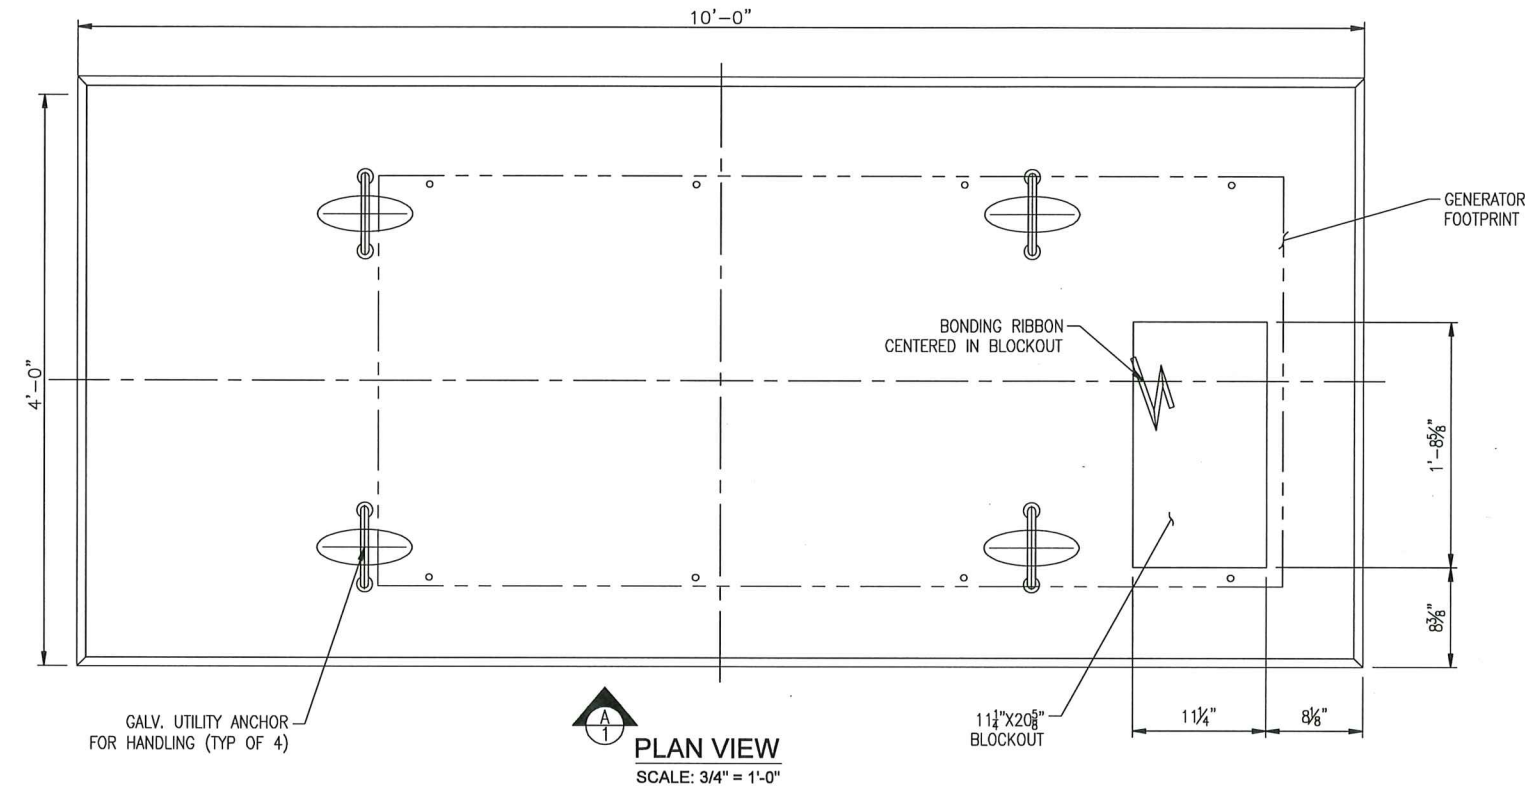 10'-0"
GENERATOR
FOOTPRINT
BONDING RIBBON
CENTERED IN BLOCKOUT
4'-0"
1'-8⅝"
8⅜"
GALV. UTILITY ANCHOR
FOR HANDLING (TYP OF 4)
A
1
PLAN VIEW
SCALE: 3/4" = 1'-0"
11¼"X20⅝"
BLOCKOUT
11¼"
8⅛"